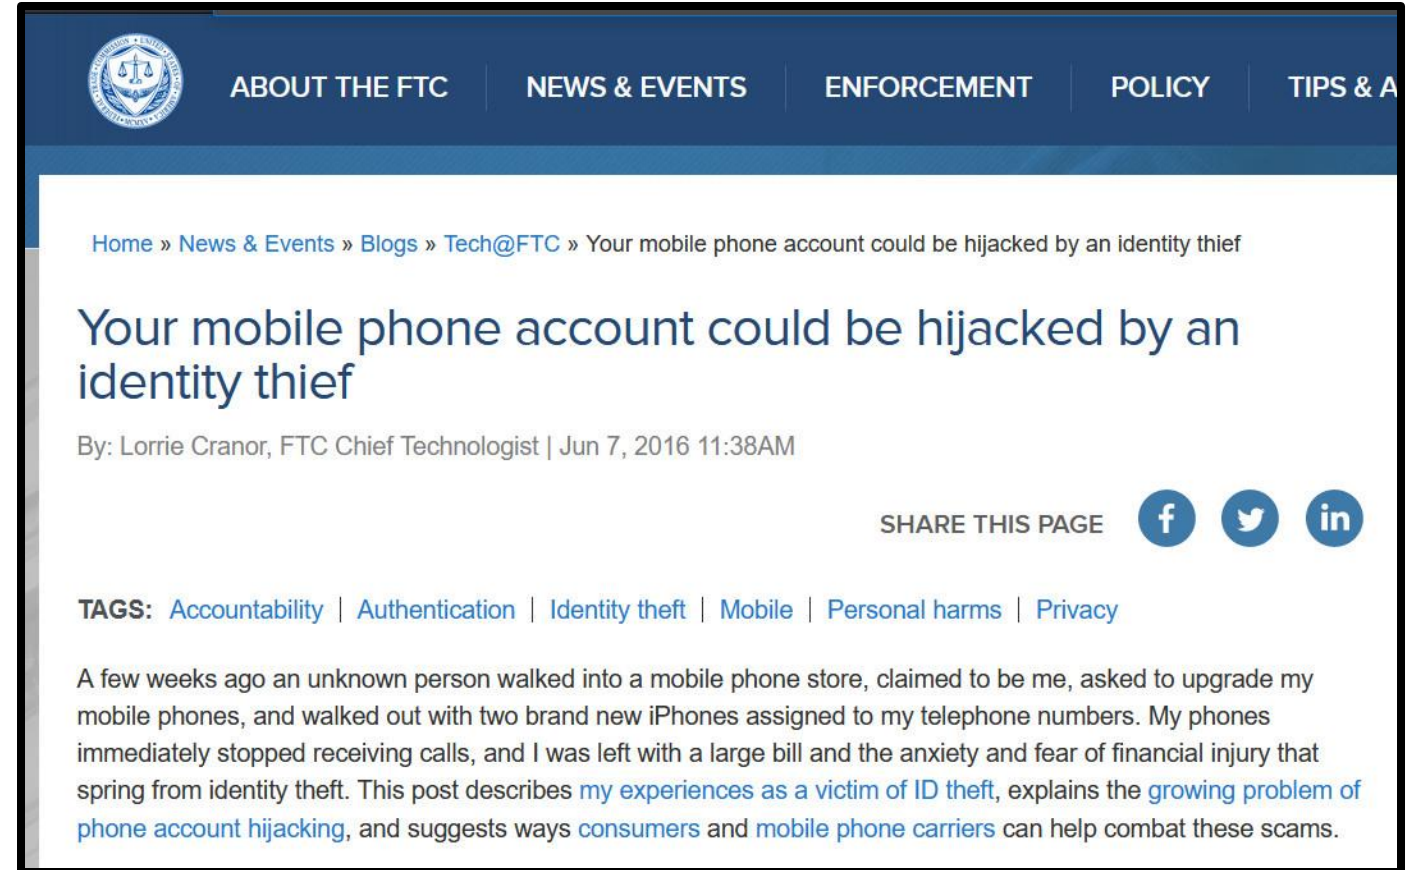 ABOUT THE FTC
NEWS & EVENTS
ENFORCEMENT
POLICY
TIPS & A
Home » News & Events » Blogs » Tech@FTC » Your mobile phone account could be hijacked by an identity thief
Your mobile phone account could be hijacked by an
identity thief
By: Lorrie Cranor, FTC Chief Technologist | Jun 7, 2016 11:38AM
SHARE THIS PAGE
TAGS: Accountability | Authentication | Identity theft | Mobile | Personal harms | Privacy
A few weeks ago an unknown person walked into a mobile phone store, claimed to be me, asked to upgrade my
mobile phones, and walked out with two brand new iPhones assigned to my telephone numbers. My phones
immediately stopped receiving calls, and I was left with a large bill and the anxiety and fear of financial injury that
spring from identity theft. This post describes my experiences as a victim of ID theft, explains the growing problem of
phone account hijacking, and suggests ways consumers and mobile phone carriers can help combat these scams.